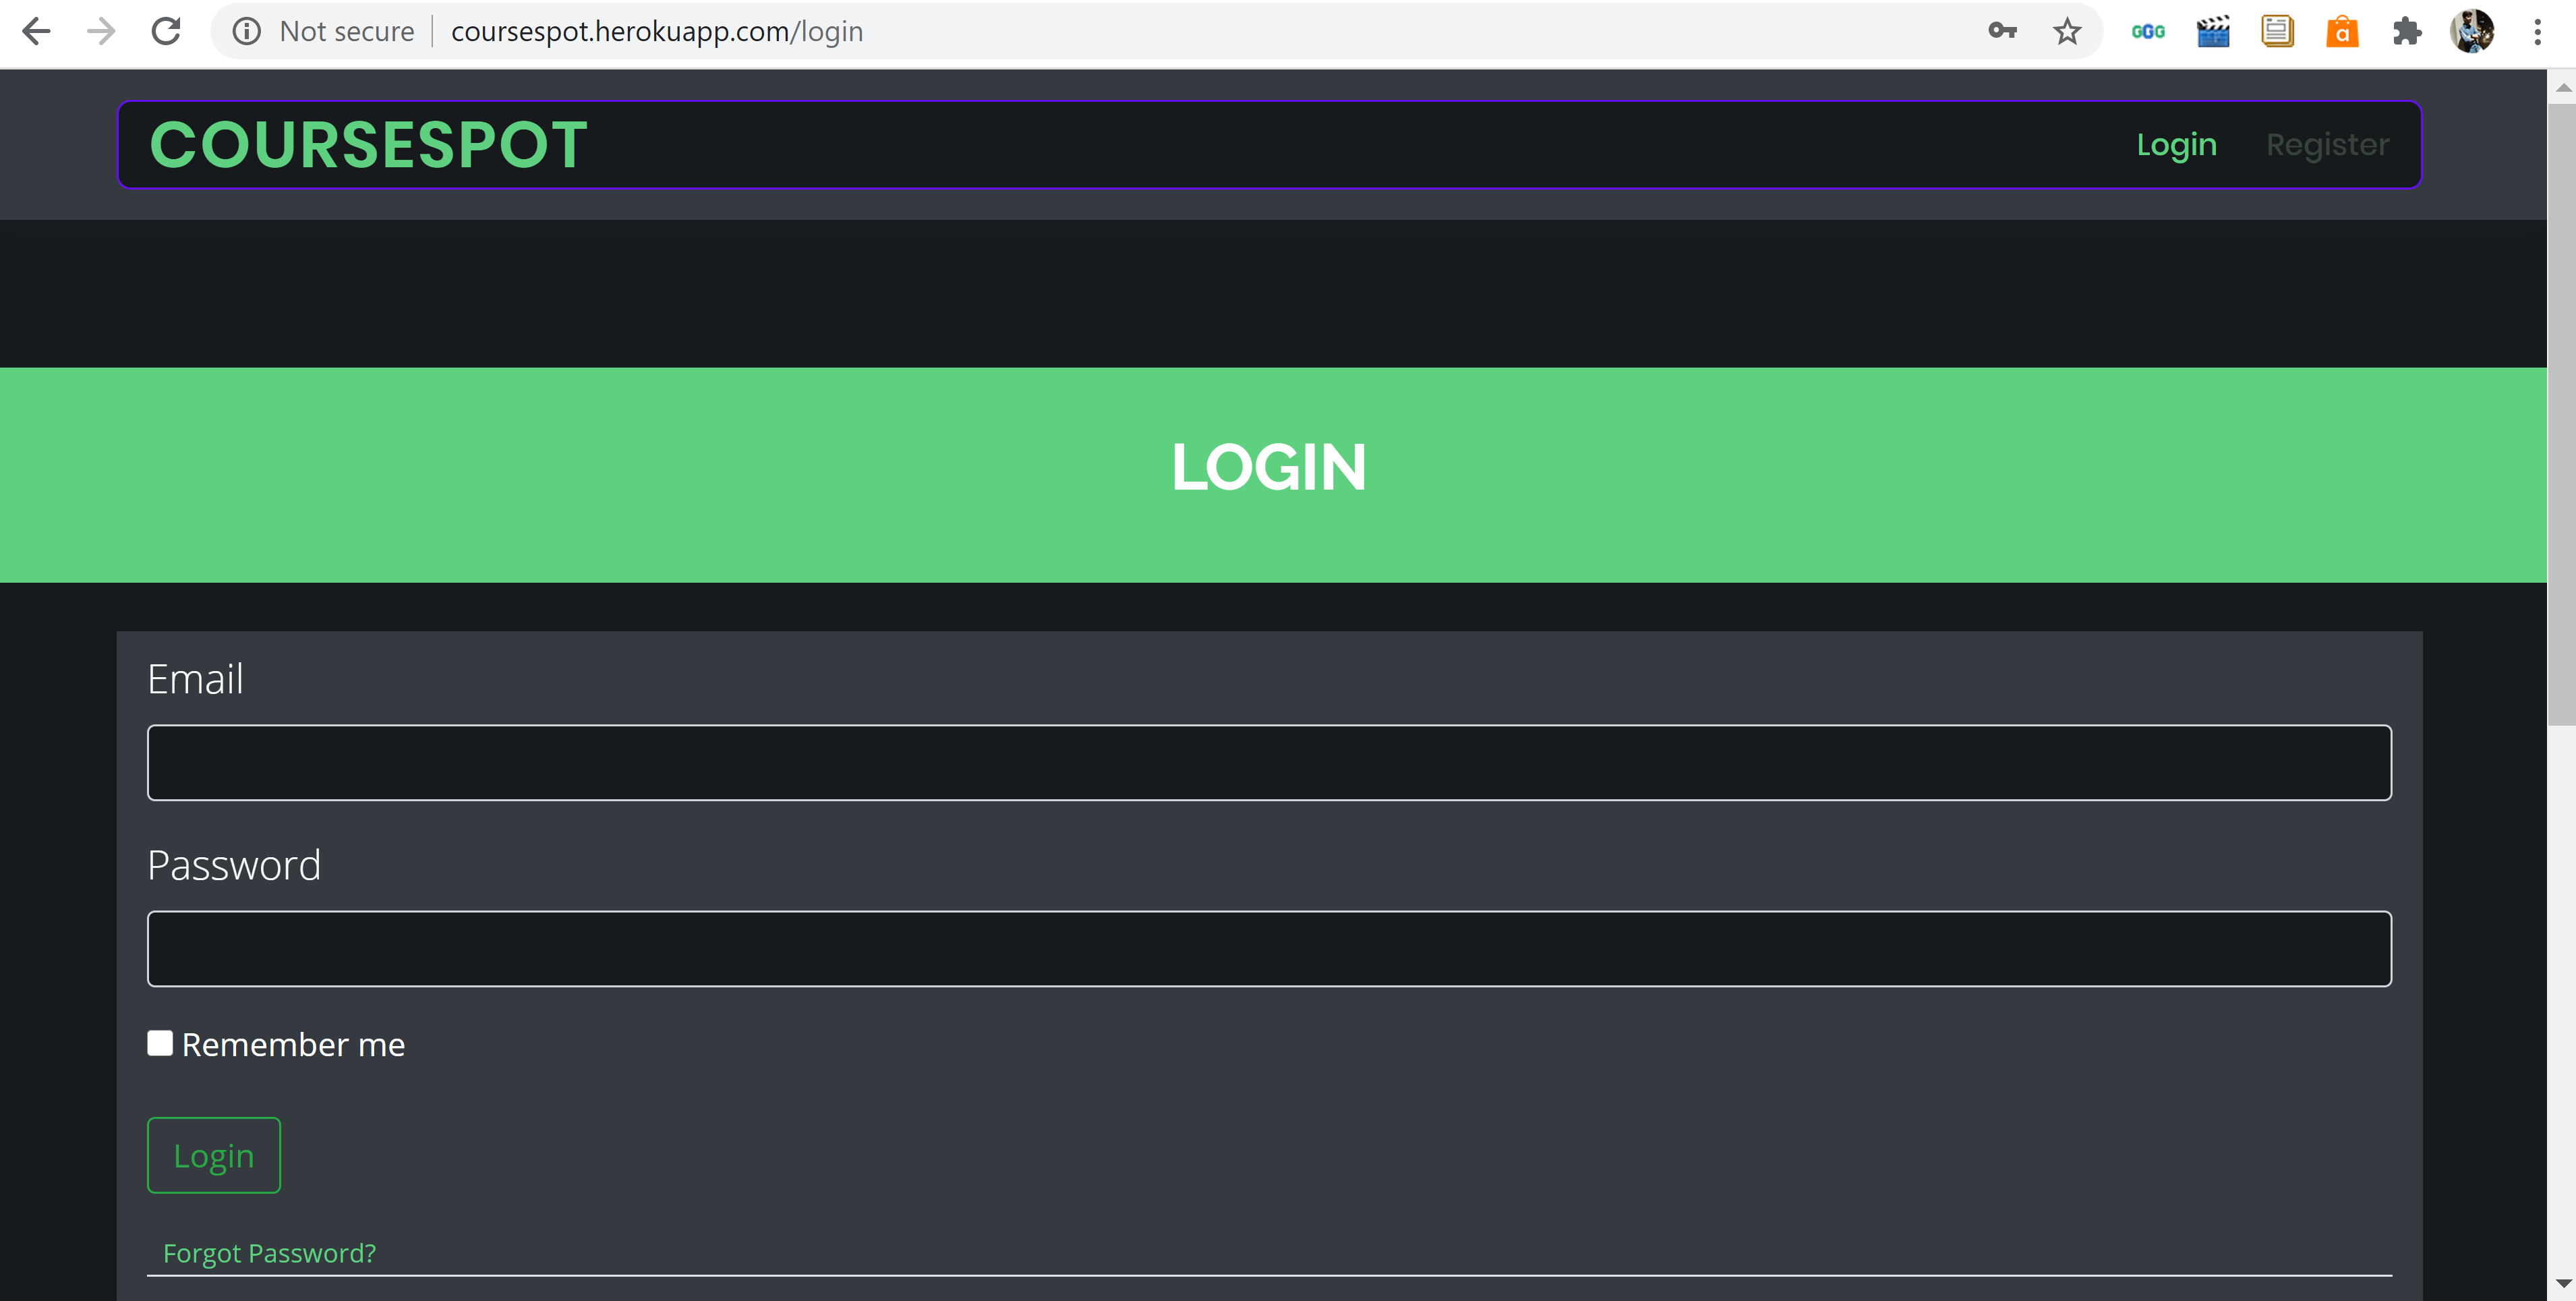 Not secure coursespot.herokuapp.com/login
GGG
a
COURSESPOT
Login Register
LOGIN
Email
Password
Remember me
Login
Forgot Password?